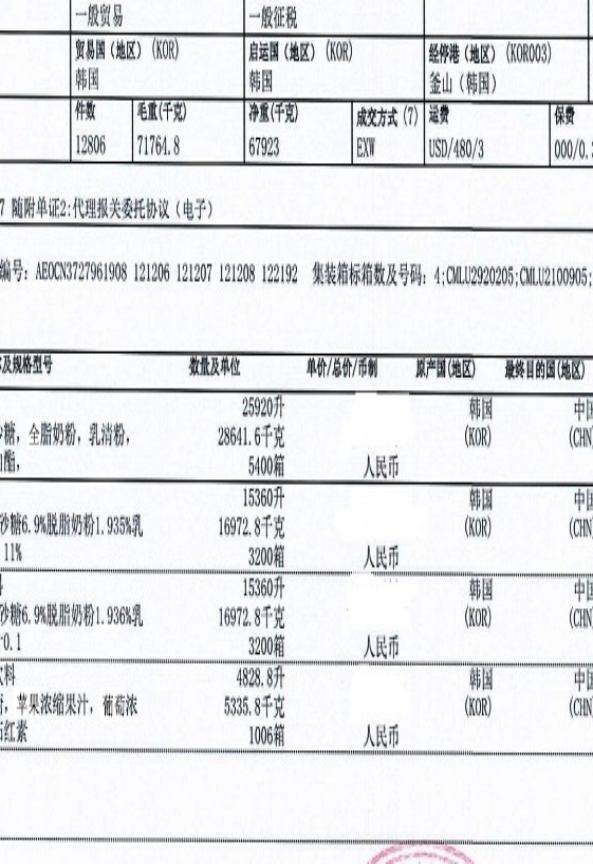 一般贸易 一般征税
贸易国(地区)(KOR) 启运国(地区)(KOR) 经停港(地区)(KOR003)
韩国 韩国 釜山(韩国)
件数 毛重(千克) 净重(千克) 成交方式(7) 运费 保费
12806 71764.8 67923 EXW USD/480/3 000/0.
7 随附单证2:代理报关委托协议(电子)
编号: AEOCN3727961908 121206 121207 121208 122192 集装箱标箱数及号码: 4;CMLU2920205;CMLU2100905;
及规格型号 数量及单位 单价/总价/币制 原产国(地区) 最终目的国(地区)
25920升 韩国 中国
糖, 全脂奶粉, 乳清粉, 28641.6千克 (KOR) (CHN
酯, 5400箱 人民币
15360升 韩国 中国
砂糖6.9%脱脂奶粉1.935%乳 16972.8千克 (KOR) (CHN
11% 3200箱 人民币
15360升 韩国 中国
砂糖6.9%脱脂奶粉1.936%乳 16972.8千克 (KOR) (CHN
0.1 3200箱 人民币
料 4828.8升 韩国 中国
, 苹果浓缩果汁, 葡萄浓 5335.8千克 (KOR) (CHN
红素 1006箱 人民币